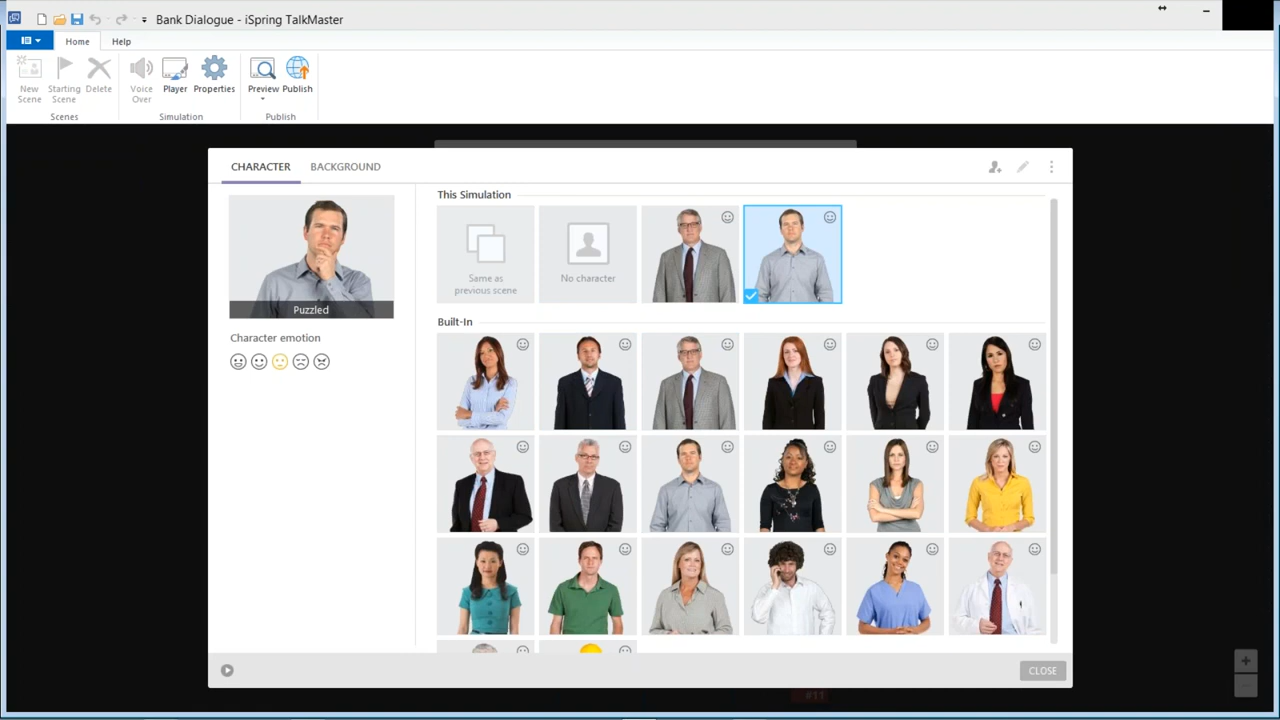 Bank Dialogue - iSpring TalkMaster
Home Help
New Scene
Starting Scene
Delete
Voice Over
Player
Properties
Preview
Publish
Scenes
Simulation
Publish
CHARACTER BACKGROUND
Puzzled
Character emotion
This Simulation
Same as
previous scene
No character
Built-In
CLOSE
#11